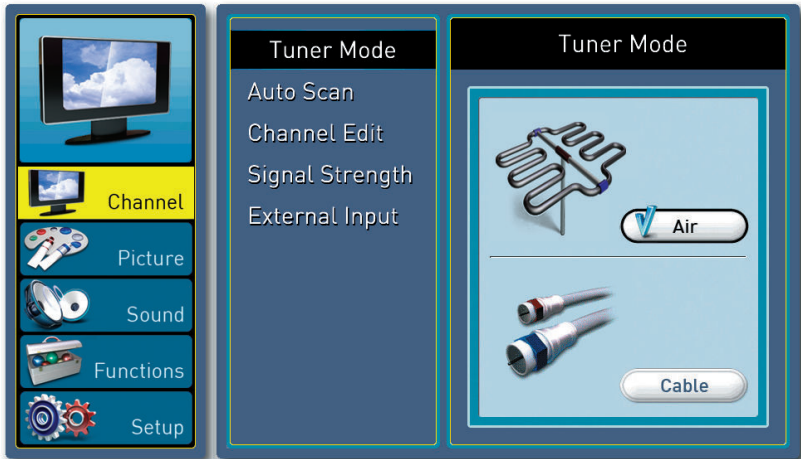 Channel
Picture
Sound
Functions
Setup
Tuner Mode
Auto Scan
Channel Edit
Signal Strength
External Input
Tuner Mode
Air
Cable